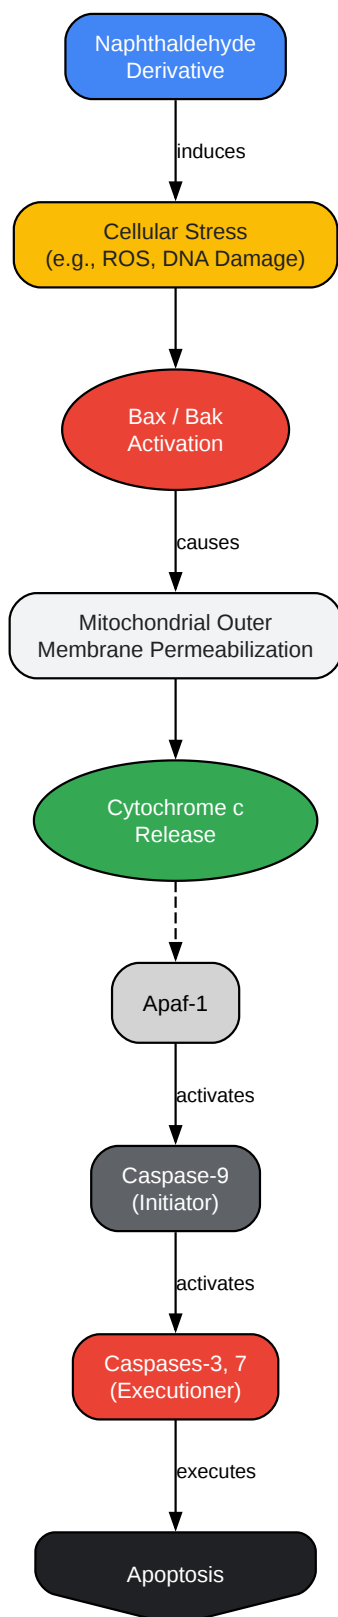 Naphthaldehyde
Derivative
induces
Cellular Stress
(e.g., ROS, DNA Damage)
Bax / Bak
Activation
causes
Mitochondrial Outer
Membrane Permeabilization
Cytochrome c
Release
Apaf-1
activates
Caspase-9
(Initiator)
activates
Caspases-3, 7
(Executioner)
executes
Apoptosis